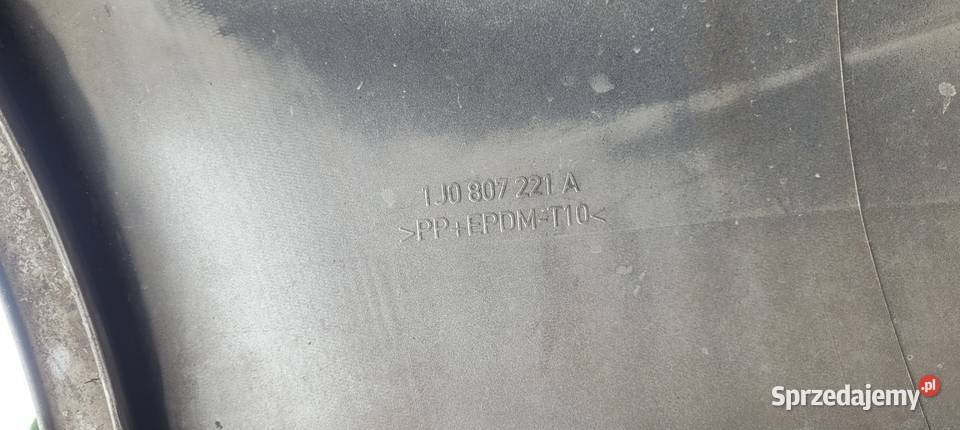 1J0 807 221 A
>PP+EPDM-T10<
Sprzedajemy.pl